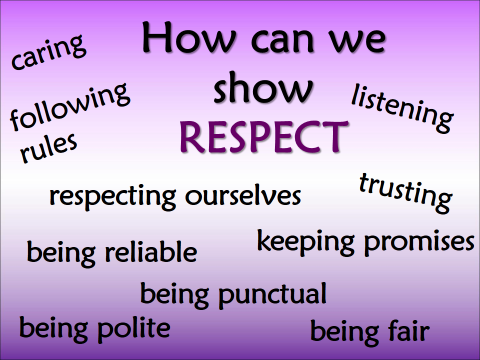 How can we
show
RESPECT
caring
following
rules
listening
respecting ourselves
trusting
being reliable
keeping promises
being punctual
being polite
being fair